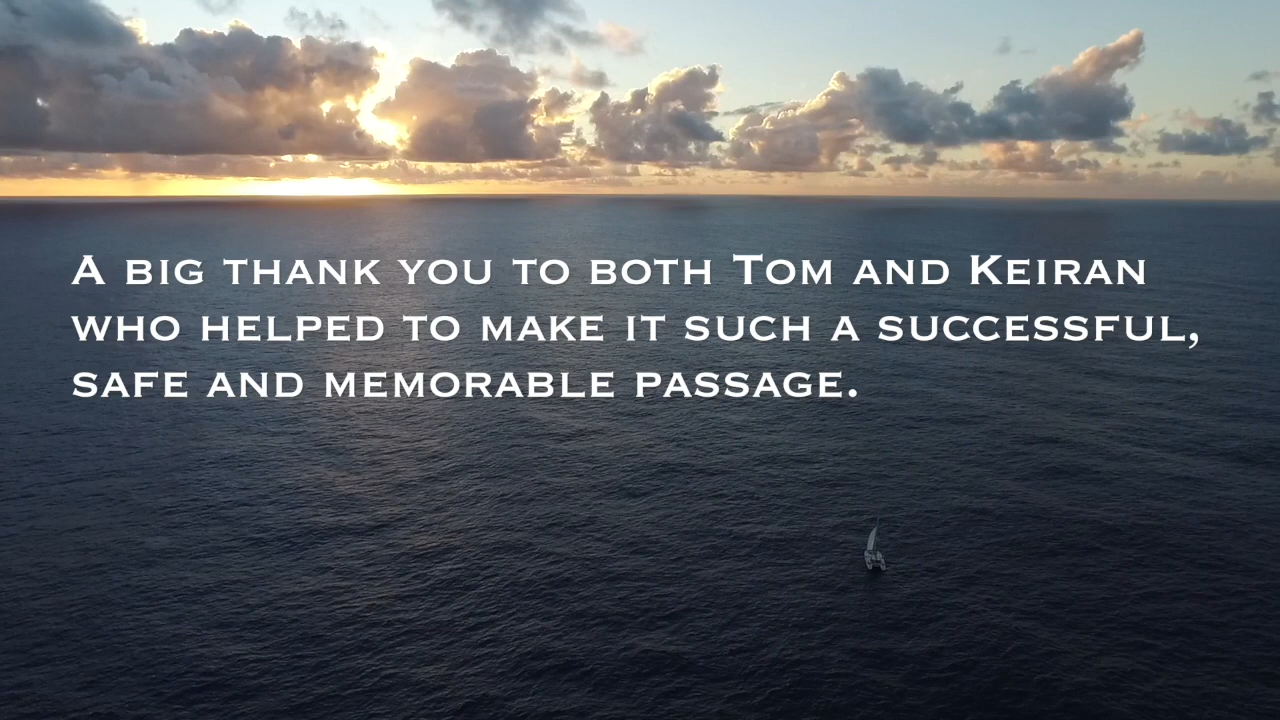 A big thank you to both Tom and Keiran
who helped to make it such a successful,
safe and memorable passage.